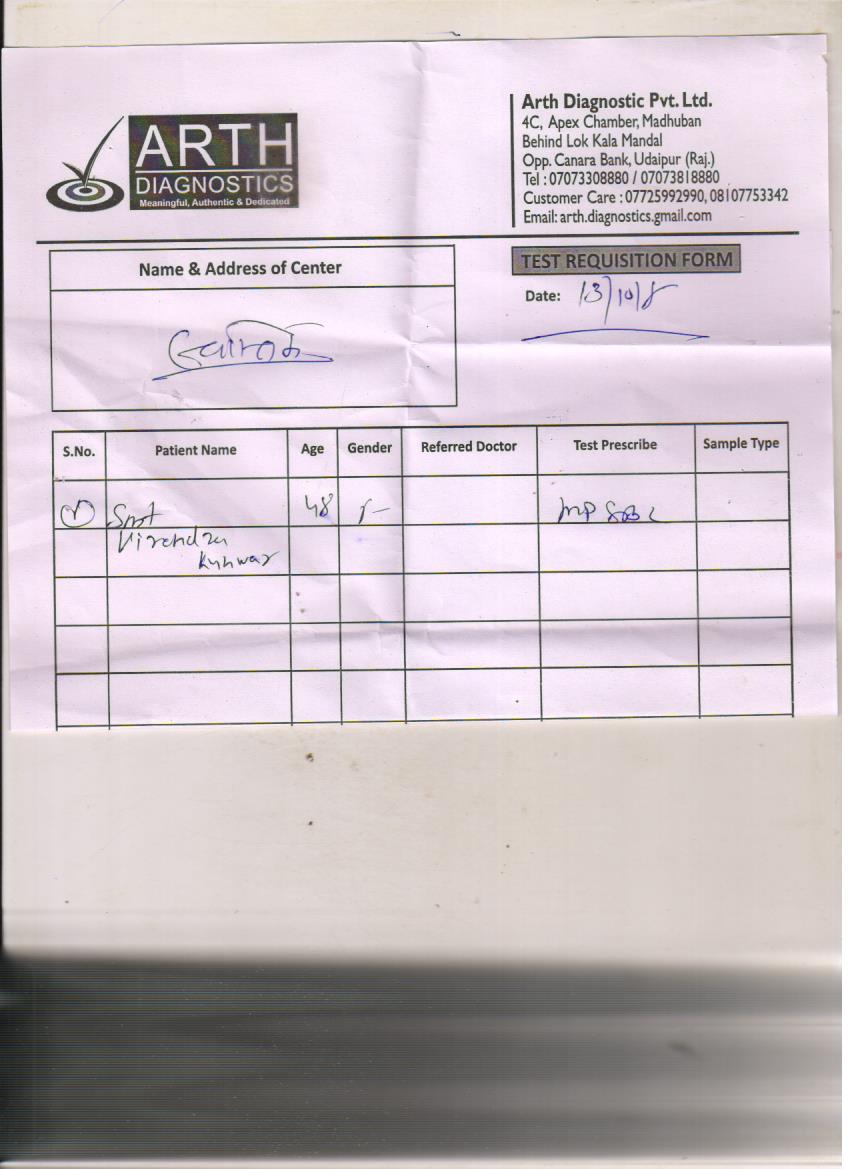 ARTH
DIAGNOSTICS
Meaningful, Authentic & Dedicated
Arth Diagnostic Pvt. Ltd.
4C, Apex Chamber, Madhuban
Behind Lok Kala Mandal
Opp. Canara Bank, Udaipur (Raj.)
Tel : 07073308880 / 07073818880
Customer Care : 07725992990, 08107753342
Email: arth.diagnostics.gmail.com
Name & Address of Center
TEST REQUISITION FORM
Date: 13/10/8
S.No. Patient Name Age Gender Referred Doctor Test Prescribe Sample Type
Smt 48 F MP
Virendra
Kunwar